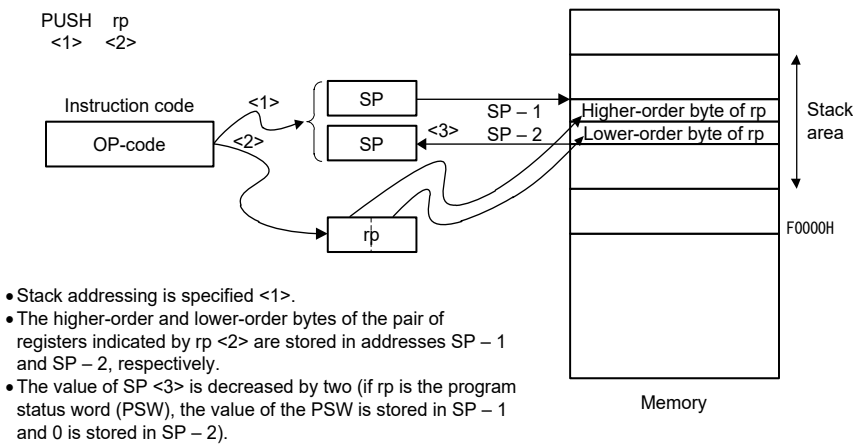 PUSH rp
<1> <2>
Instruction code
OP-code
<1>
<2>
SP
SP
<3>
rp
SP – 1
SP – 2
Higher-order byte of rp
Lower-order byte of rp
Stack
area
F0000H
Memory
• Stack addressing is specified <1>.
• The higher-order and lower-order bytes of the pair of
registers indicated by rp <2> are stored in addresses SP – 1
and SP – 2, respectively.
• The value of SP <3> is decreased by two (if rp is the program
status word (PSW), the value of the PSW is stored in SP – 1
and 0 is stored in SP – 2).